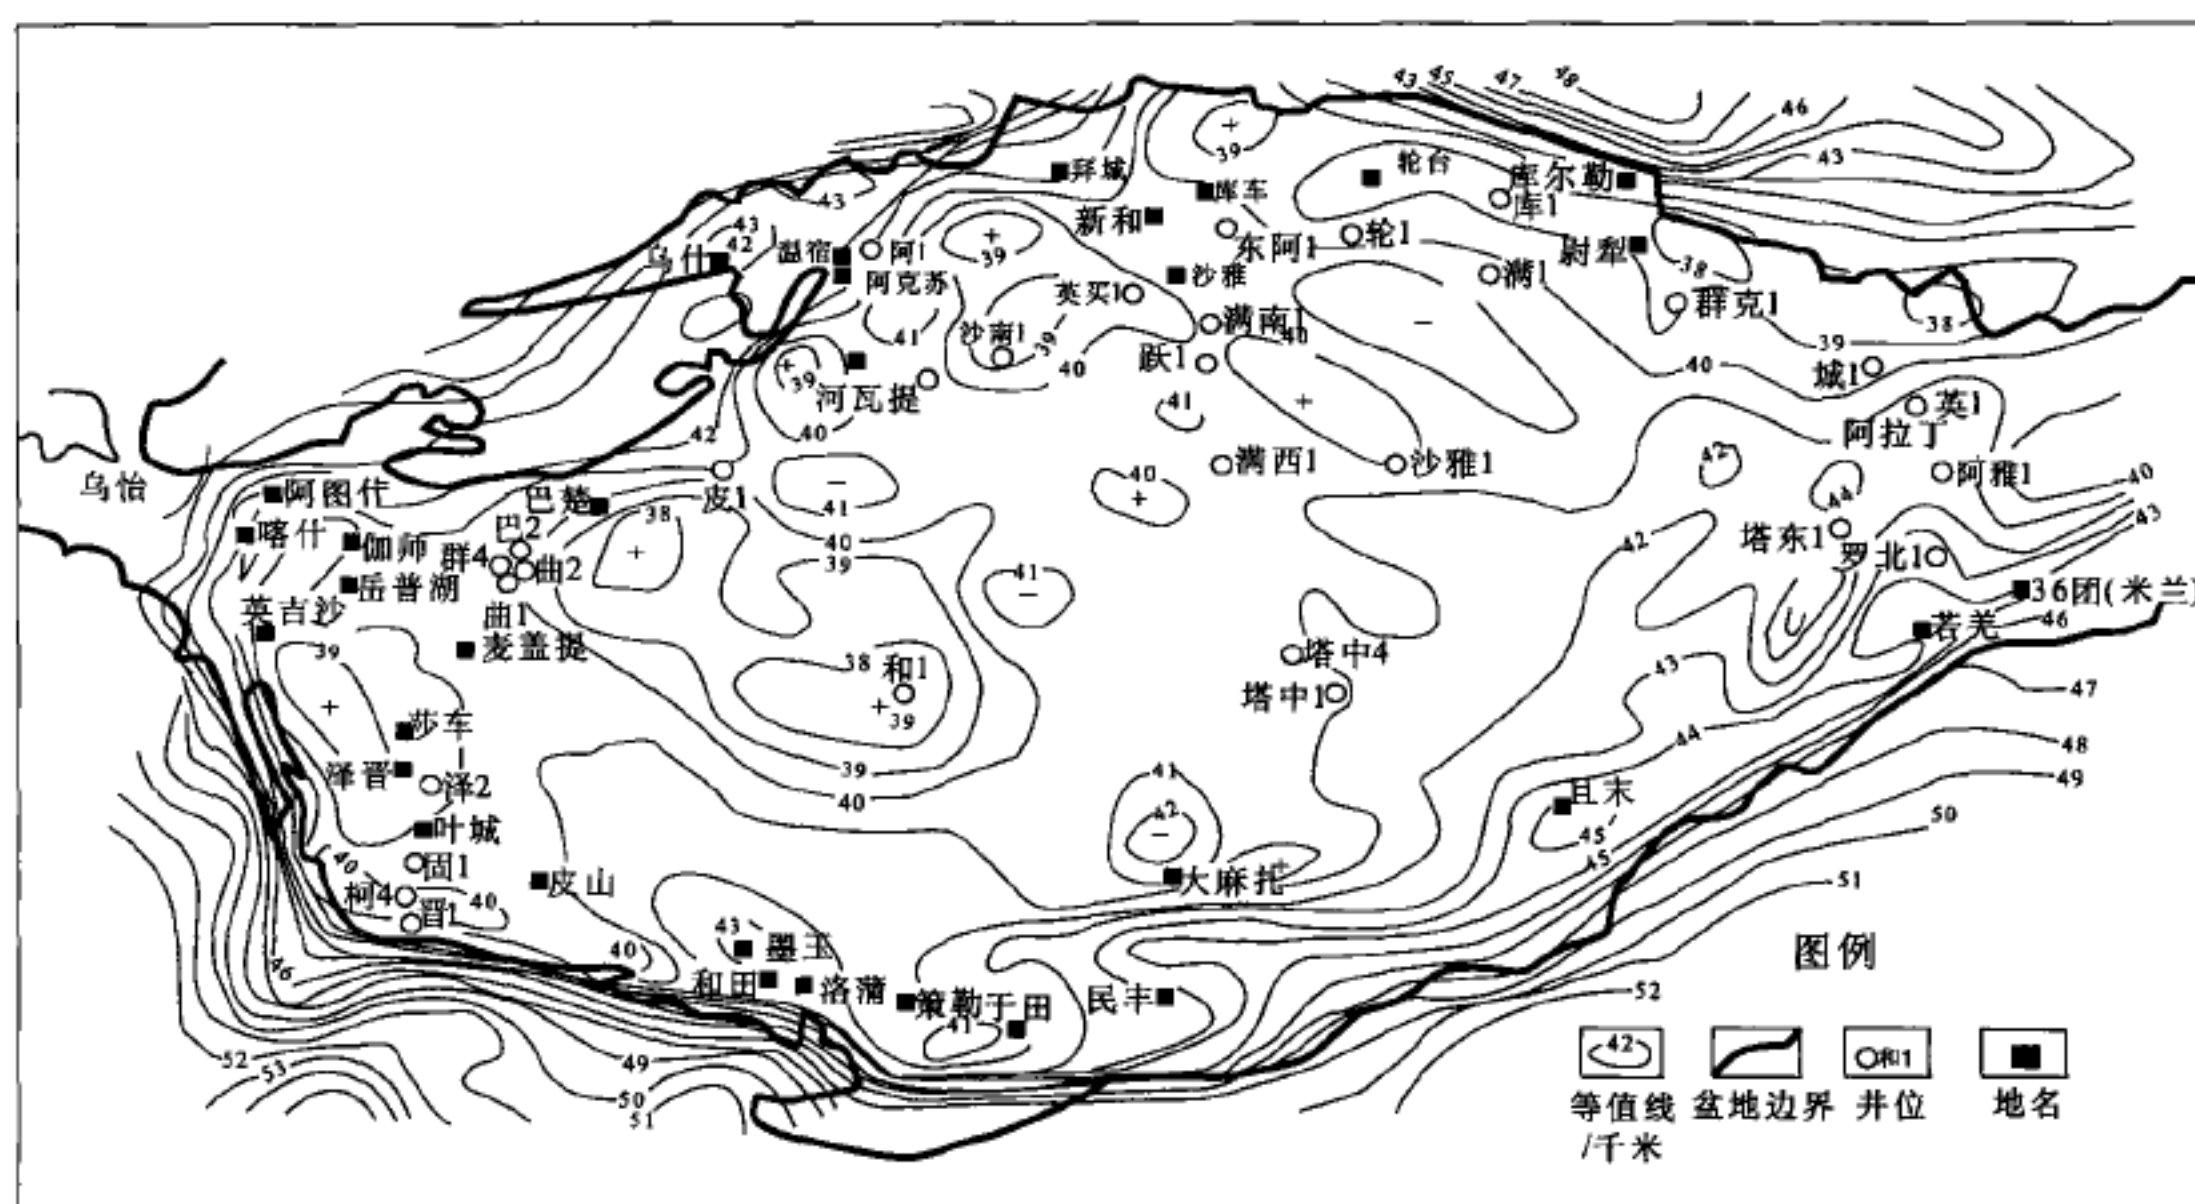 43 45 47 48
46
43
39
拜城
轮台
库尔勒
库车
库1
43
新和
东阿1
轮1
尉犁
43
42
乌什
温宿
阿1
39
38
阿克苏
英买1
沙雅
满1
群克1
41
沙南1
39
满南1
40
38
39
跃1
40
39
40
城1
河瓦提
41
英1
40
42
阿拉丁
满西1
沙雅1
42
乌恰
阿图什
巴楚
皮1
41
40
阿雅1
40
44
38
43
喀什
伽师
巴2
40
42
塔东1
罗北1
群4
曲2
39
41
岳普湖
36团(米兰)
英吉沙
曲1
46
若羌
麦盖提
39
38
和1
塔中4
43
塔中1
47
39
莎车
44
48
泽普
泽2
39
41
49
40
且末
42
50
叶城
45
40
固1
45
皮山
大麻扎
51
柯4
40
晋1
43
墨玉
图例
40
46
和田
洛浦
策勒
于田
民丰
52
41
42
和1
52
53
49
50
51
等值线
/千米
盆地边界
井位
地名